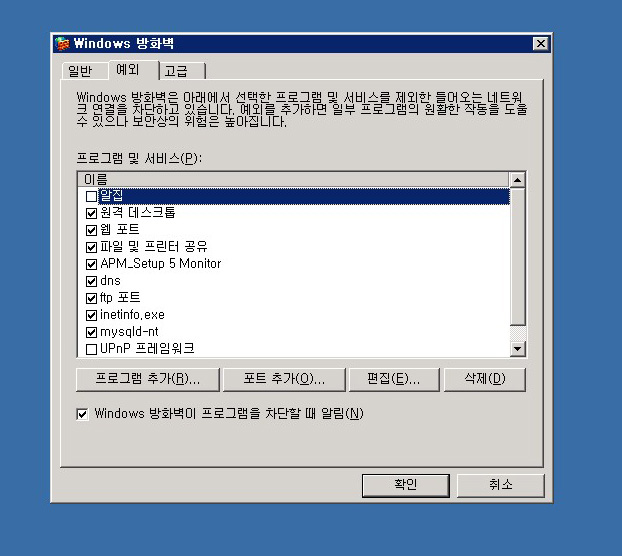 Windows 방화벽
일반 예외 고급
Windows 방화벽은 아래에서 선택한 프로그램 및 서비스를 제외한 들어오는 네트워
크 연결을 차단하고 있습니다. 예외를 추가하면 일부 프로그램의 원활한 작동을 도울
수 있으나 보안상의 위험은 높아집니다.
프로그램 및 서비스(P):
이름
알집
원격 데스크톱
웹 포트
파일 및 프린터 공유
APM_Setup 5 Monitor
dns
ftp 포트
inetinfo.exe
mysqld-nt
UPnP 프레임워크
프로그램 추가(R)... 포트 추가(O)... 편집(E)... 삭제(D)
Windows 방화벽이 프로그램을 차단할 때 알림(N)
확인 취소